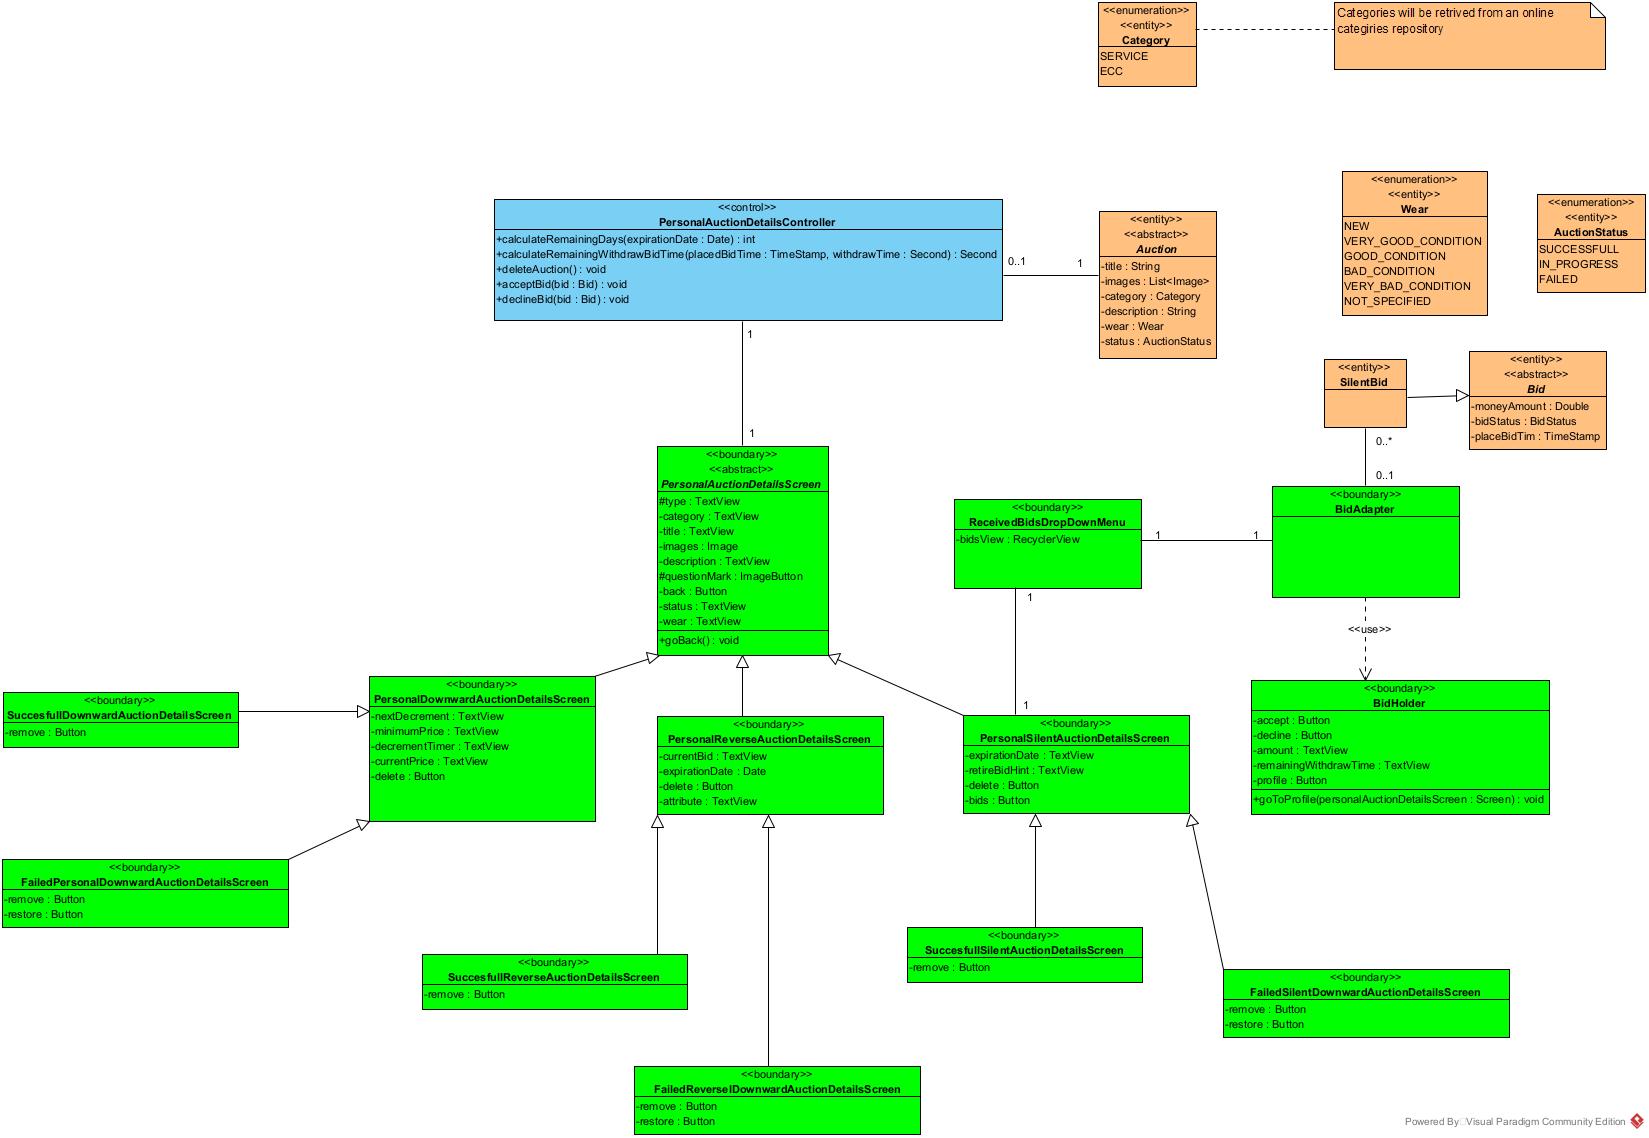 <<enumeration>>
<<entity>>
Category
SERVICE
ECC
Categories will be retrived from an online
categiries repository
<<control>>
PersonalAuctionDetailsController
+calculateRemainingDays(expirationDate : Date) : int
+calculateRemainingWithdrawBidTime(placedBidTime : TimeStamp, withdrawTime : Second) : Second
+deleteAuction() : void
+acceptBid(bid : Bid) : void
+declineBid(bid : Bid) : void
0..1
1
<<entity>>
<<abstract>>
Auction
-title : String
-images : List<Image>
-category : Category
-description : String
-wear : Wear
-status : AuctionStatus
<<enumeration>>
<<entity>>
Wear
NEW
VERY_GOOD_CONDITION
GOOD_CONDITION
BAD_CONDITION
VERY_BAD_CONDITION
NOT_SPECIFIED
<<enumeration>>
<<entity>>
AuctionStatus
SUCCESSFULL
IN_PROGRESS
FAILED
1
1
<<entity>>
SilentBid
<<entity>>
<<abstract>>
Bid
-moneyAmount : Double
-bidStatus : BidStatus
-placeBidTim : TimeStamp
0..*
0..1
<<boundary>>
<<abstract>>
PersonalAuctionDetailsScreen
#type : TextView
-category : TextView
-title : TextView
-images : Image
-description : TextView
#questionMark : ImageButton
-back : Button
-status : TextView
-wear : TextView
+goBack() : void
<<boundary>>
ReceivedBidsDropDownMenu
-bidsView : RecyclerView
1
1
<<boundary>>
BidAdapter
1
1
<<use>>
<<boundary>>
SuccesfullDownwardAuctionDetailsScreen
-remove : Button
<<boundary>>
PersonalDownwardAuctionDetailsScreen
-nextDecrement : TextView
-minimumPrice : TextView
-decrementTimer : TextView
-currentPrice : TextView
-delete : Button
<<boundary>>
PersonalReverseAuctionDetailsScreen
-currentBid : TextView
-expirationDate : Date
-delete : Button
-attribute : TextView
<<boundary>>
PersonalSilentAuctionDetailsScreen
-expirationDate : TextView
-retireBidHint : TextView
-delete : Button
-bids : Button
<<boundary>>
BidHolder
-accept : Button
-decline : Button
-amount : TextView
-remainingWithdrawTime : TextView
-profile : Button
+goToProfile(personalAuctionDetailsScreen : Screen) : void
<<boundary>>
FailedPersonalDownwardAuctionDetailsScreen
-remove : Button
-restore : Button
<<boundary>>
SuccesfullReverseAuctionDetailsScreen
-remove : Button
<<boundary>>
SuccesfullSilentAuctionDetailsScreen
-remove : Button
<<boundary>>
FailedSilentDownwardAuctionDetailsScreen
-remove : Button
-restore : Button
<<boundary>>
FailedReverselDownwardAuctionDetailsScreen
-remove : Button
-restore : Button
Powered By Visual Paradigm Community Edition